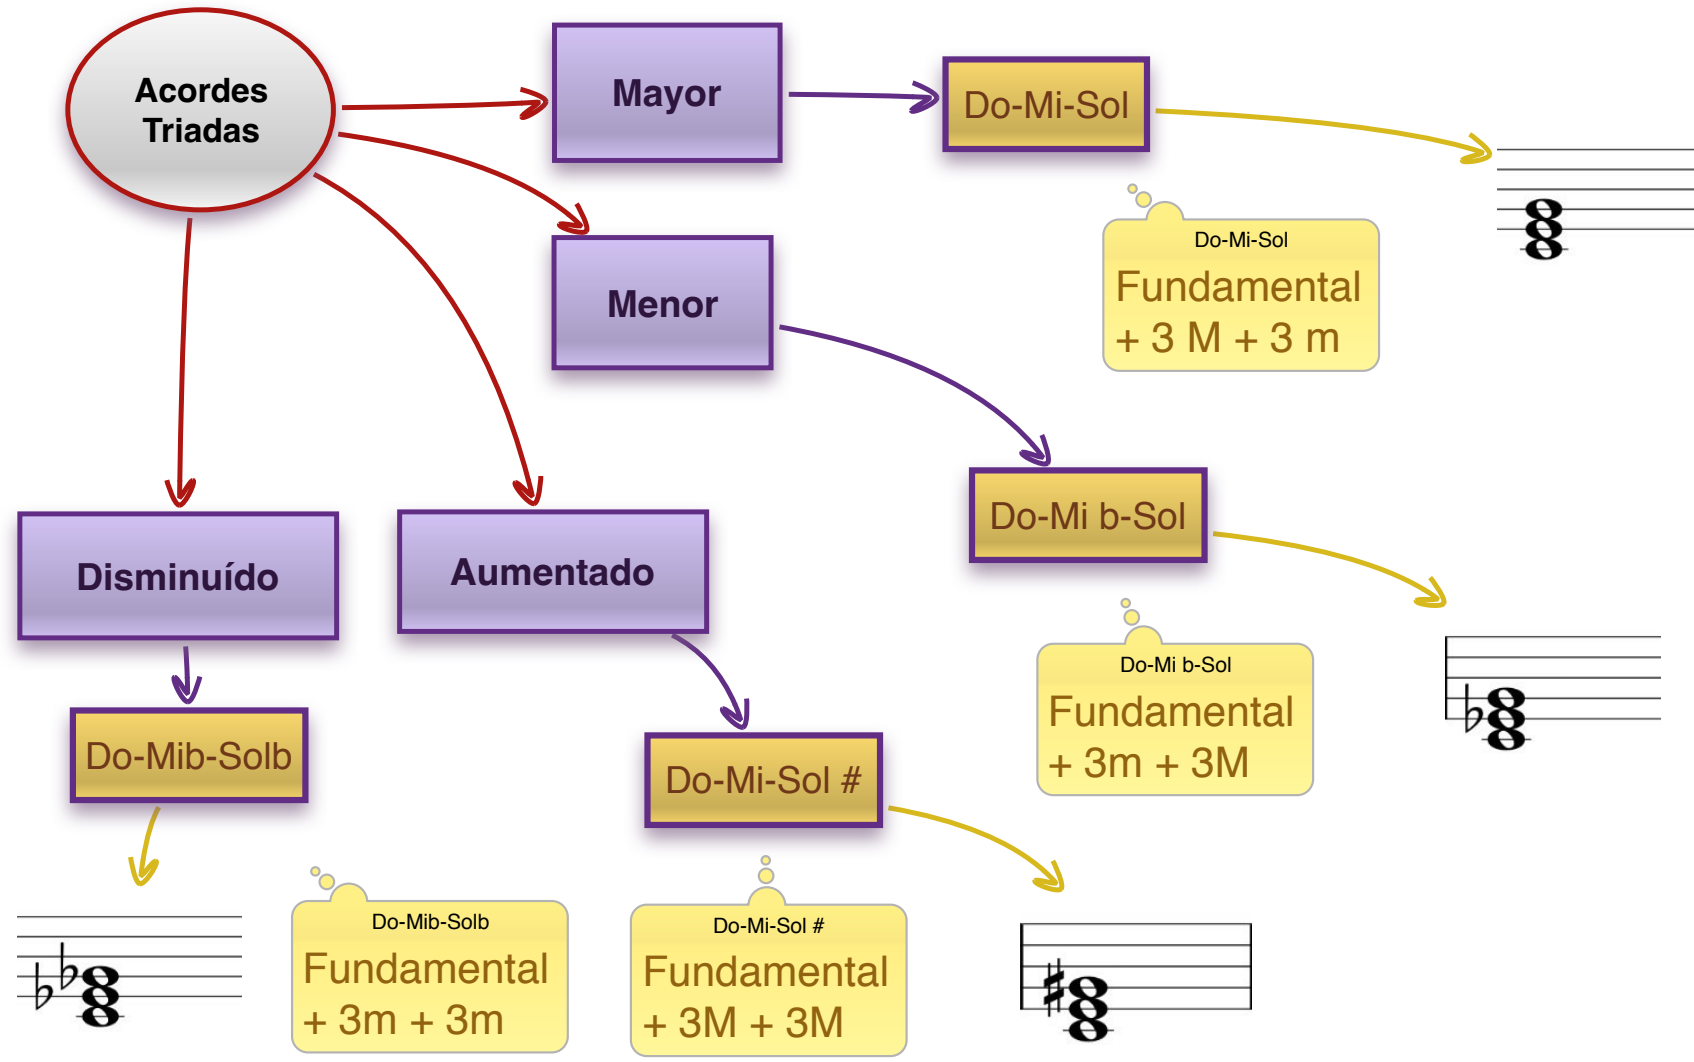 Acordes
Triadas
Mayor
Do-Mi-Sol
Do-Mi-Sol
Fundamental
+ 3 M + 3 m
Menor
Do-Mi b-Sol
Do-Mi b-Sol
Fundamental
+ 3m + 3M
Disminuído
Aumentado
Do-Mib-Solb
Do-Mi-Sol #
Do-Mib-Solb
Fundamental
+ 3m + 3m
Do-Mi-Sol #
Fundamental
+ 3M + 3M